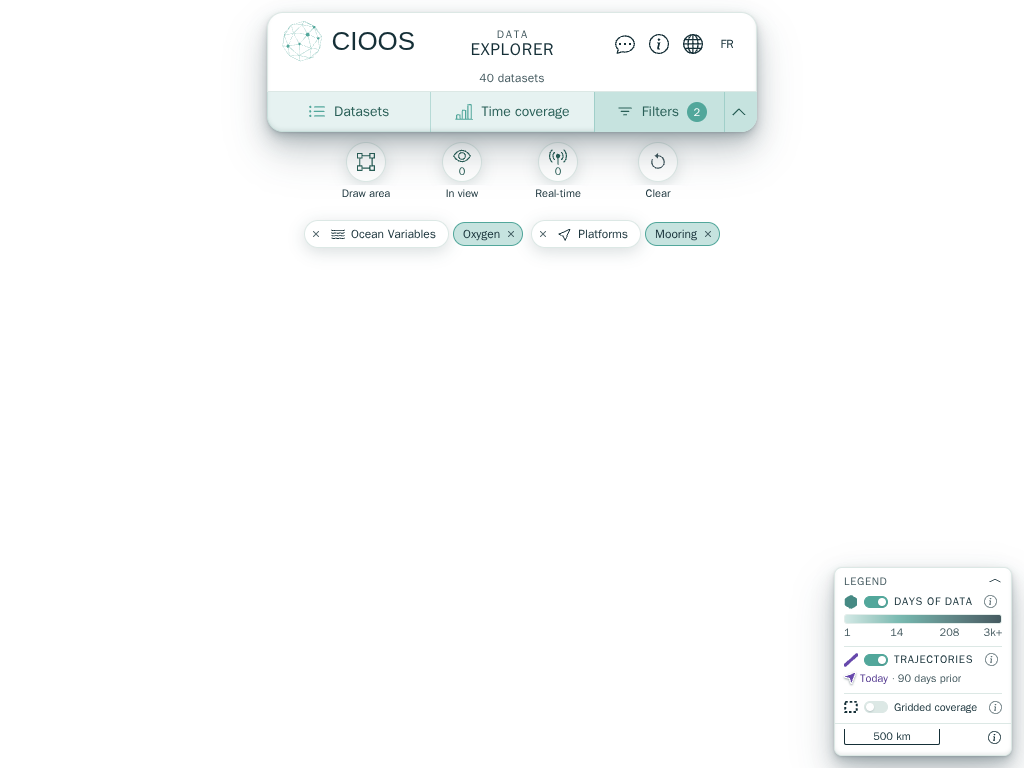 CIOOS
DATA
EXPLORER
FR
40 datasets
Datasets
Time coverage
Filters 2
0
0
Draw area
In view
Real-time
Clear
× Ocean Variables
Oxygen ×
× Platforms
Mooring ×
LEGEND
DAYS OF DATA
1 14 208 3k+
TRAJECTORIES
Today · 90 days prior
Gridded coverage
500 km